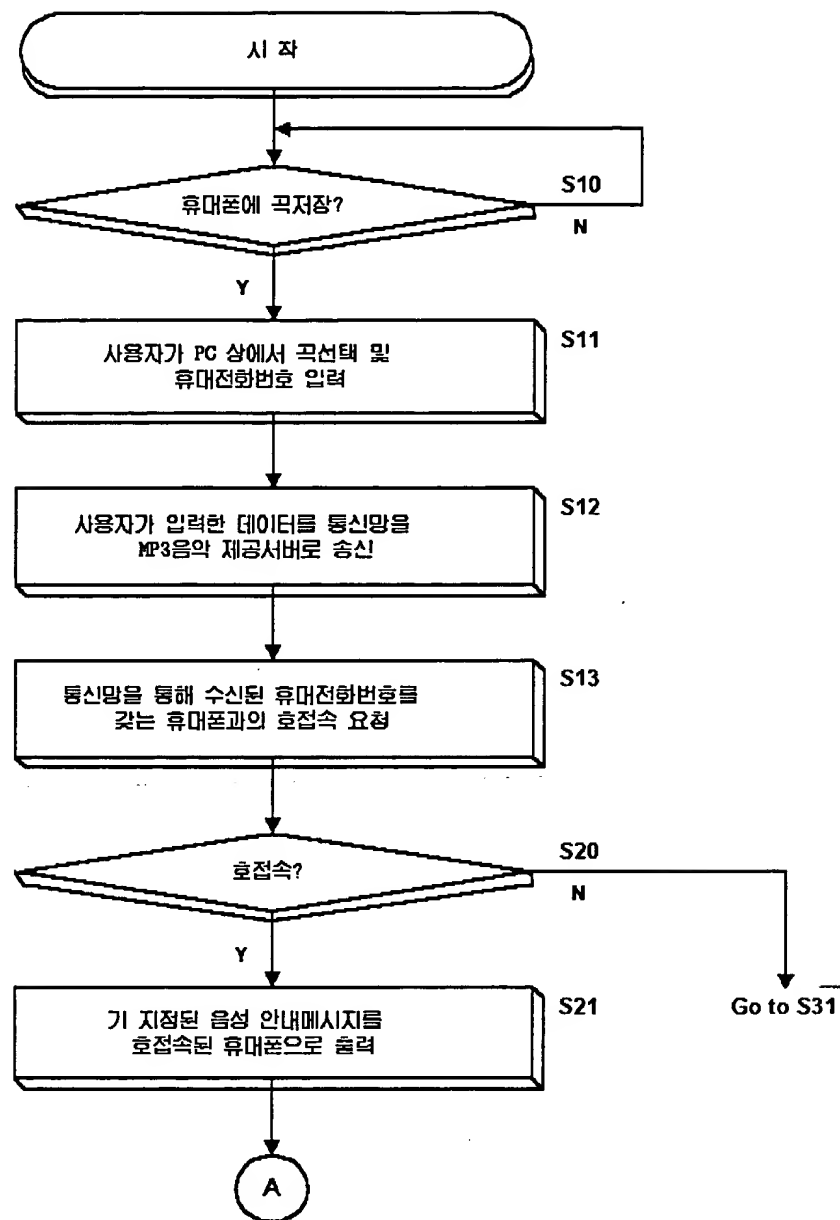 시 작
휴대폰에 곡저장?
S10
N
Y
S11
사용자가 PC 상에서 곡선택 및
휴대전화번호 입력
S12
사용자가 입력한 데이터를 통신망을
MP3음악 제공서버로 송신
S13
통신망을 통해 수신된 휴대전화번호를
갖는 휴대폰과의 호접속 요청
호접속?
S20
N
Y
S21
기 지정된 음성 안내메시지를
호접속된 휴대폰으로 출력
Go to S31
A